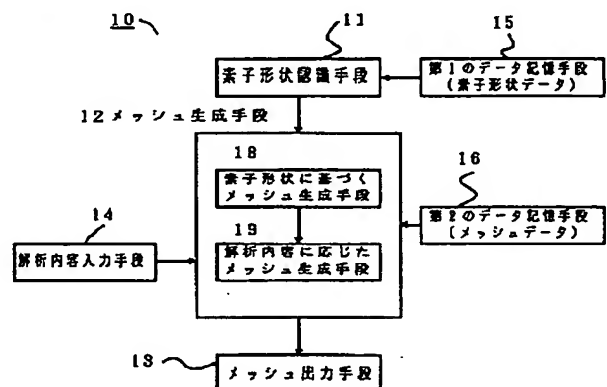 10
11
15
素子形状認識手段
第1のデータ記憶手段
(素子形状データ)
12 メッシュ生成手段
18
素子形状に基づく
メッシュ生成手段
16
第2のデータ記憶手段
(メッシュデータ)
14
解析内容入力手段
19
解析内容に応じた
メッシュ生成手段
13
メッシュ出力手段